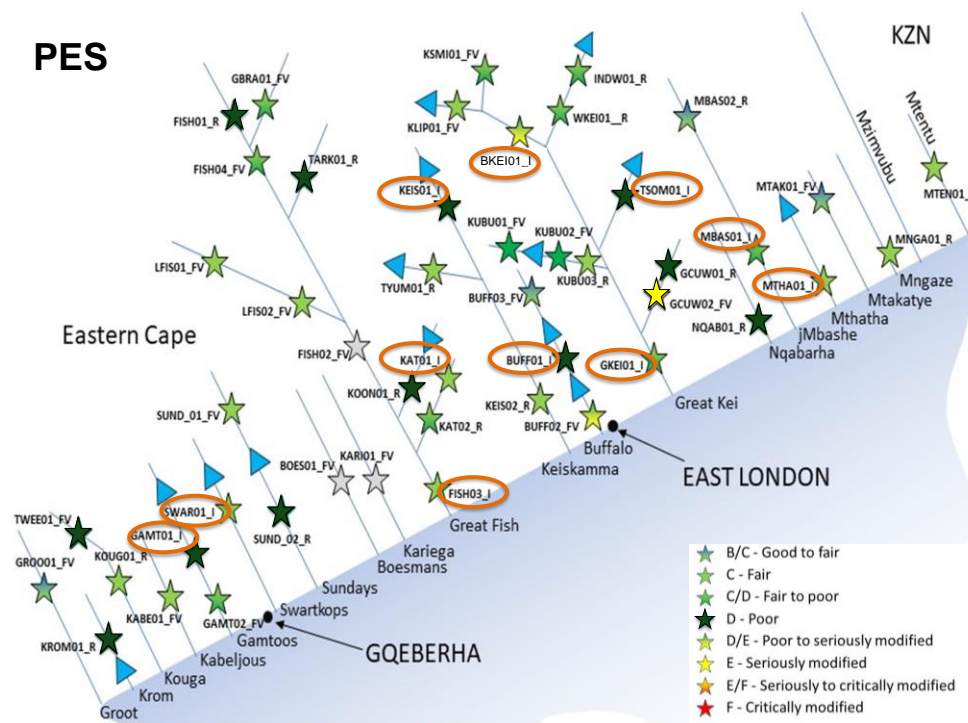 PES
KZN
KSMI01_FV
INDW01_R
GBRA01_FV
FISH01_R
KLIP01_FV
WKEI01__R
MBAS02_R
Mzimvubu
Mtentu
FISH04_FV
TARK01_R
BKEI01_I
KEIS01_I
TSOM01_I
MTAK01_FV
MTEN01_
KUBU01_FV
KUBU02_FV
MBAS01_I
MNGA01_R
LFIS01_FV
TYUM01_R
BUFF03_FV
KUBU03_R
GCUW01_R
GCUW02_FV
MTHA01_I
Mngaze
Mtakatye
LFIS02_FV
Eastern Cape
NQAB01_R
Mthatha
jMbashe
Nqabarha
FISH02_FV
KAT01_I
BUFF01_I
GKEI01_I
KOON01_R
KEIS02_R
Great Kei
SUND_01_FV
KAT02_R
BUFF02_FV
Buffalo
Keiskamma
EAST LONDON
BOES01_FV
KARI01_FV
FISH03_I
Great Fish
SWAR01_I
TWEE01_FV
GAMT01_I
SUND_02_R
Kariega
Boesmans
GROO01_FV
KOUG01_R
Sundays
KABE01_FV
GAMT02_FV
Swartkops
Gamtoos
KROM01_R
Kabeljous
GQEBERHA
Kouga
Krom
Groot
B/C - Good to fair
C - Fair
C/D - Fair to poor
D - Poor
D/E - Poor to seriously modified
E - Seriously modified
E/F - Seriously to critically modified
F - Critically modified